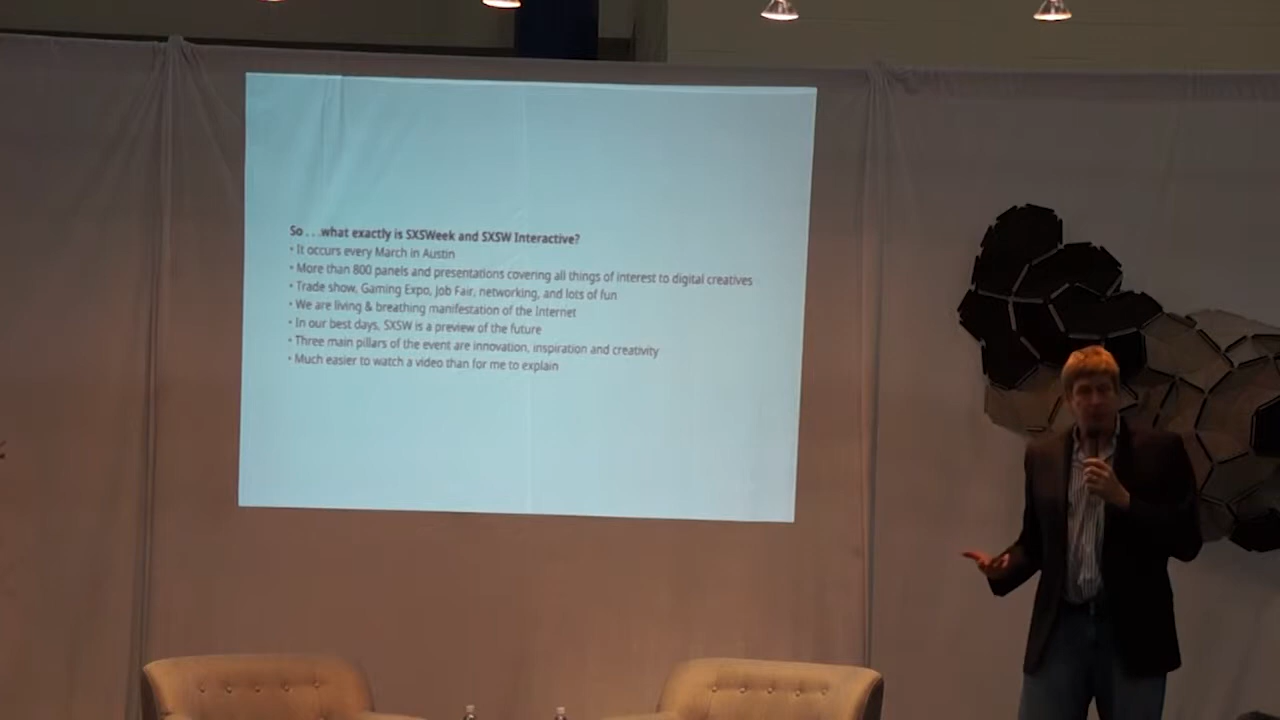 So . . .what exactly is SXSWeek and SXSW Interactive?
• It occurs every March in Austin
• More than 800 panels and presentations covering all things of interest to digital creatives
• Trade show, Gaming Expo, Job Fair, networking, and lots of fun
• We are living & breathing manifestation of the Internet
• In our best days, SXSW is a preview of the future
• Three main pillars of the event are innovation, inspiration and creativity
• Much easier to watch a video than for me to explain